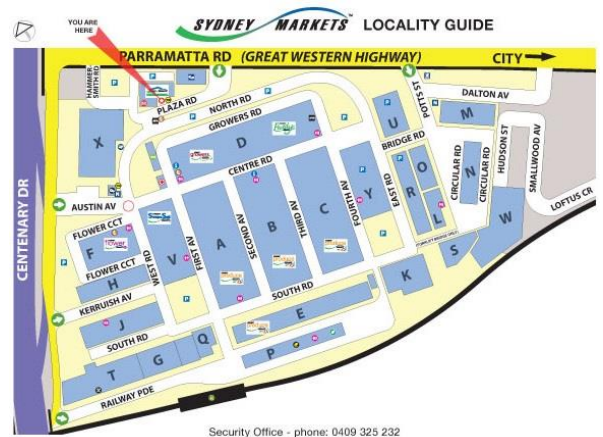 YOU ARE
HERE
SYDNEY MARKETS LOCALITY GUIDE
PARRAMATTA RD (GREAT WESTERN HIGHWAY)
CITY
HAMMER-
SMITH RD
PLAZA RD
NORTH RD
GROWERS RD
POTTS ST
DALTON AV
X
D
U
M
CENTRE RD
BRIDGE RD
HUDSON ST
SMALLWOOD AV
AUSTIN AV
CIRCULAR RD
N
CIRCULAR RD
LOFTUS CR
CENTENARY DR
FLOWER CCT
F
FLOWER CCT
H
WEST RD
V
FIRST AV
A
SECOND AV
B
THIRD AV
C
FOURTH AV
Y
EAST RD
R
O
L
W
S
K
KERRUISH AV
J
SOUTH RD
SOUTH RD
E
Q
G
T
P
RAILWAY PDE
Security Office - phone: 0409 325 232